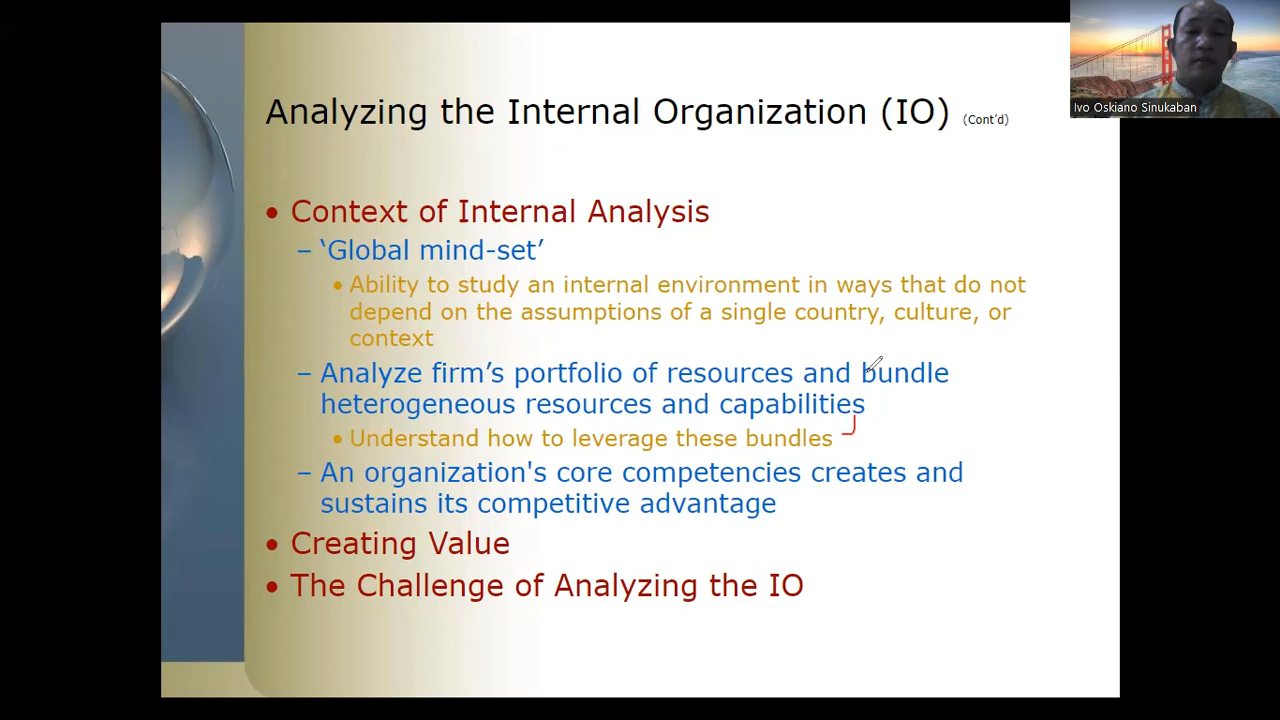 Analyzing the Internal Organization (IO) (Cont’d)
Ivo Oskiano Sinukaban
• Context of Internal Analysis
– ‘Global mind-set’
• Ability to study an internal environment in ways that do not
depend on the assumptions of a single country, culture, or
context
– Analyze firm’s portfolio of resources and bundle
heterogeneous resources and capabilities
• Understand how to leverage these bundles
– An organization's core competencies creates and
sustains its competitive advantage
• Creating Value
• The Challenge of Analyzing the IO